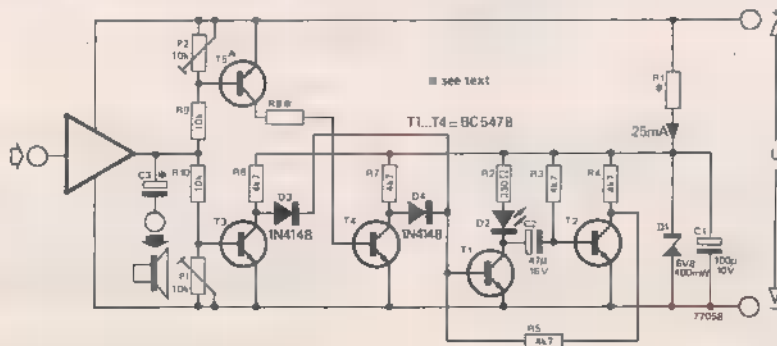 P2
10k
T5
*
R8*
R9
10k
■ see text
T1...T4 = BC547B
R1
*
25mA
C3
*
R10
10k
R6
4k7
D3
1N4148
R7
4k7
D4
1N4148
R2
R3
4k7
R4
4k7
D2
C2
47µ
16V
T3
T4
T1
T2
D1
6V8
400mW
C1
100µ
10V
P1
10k
R5
4k7
77058